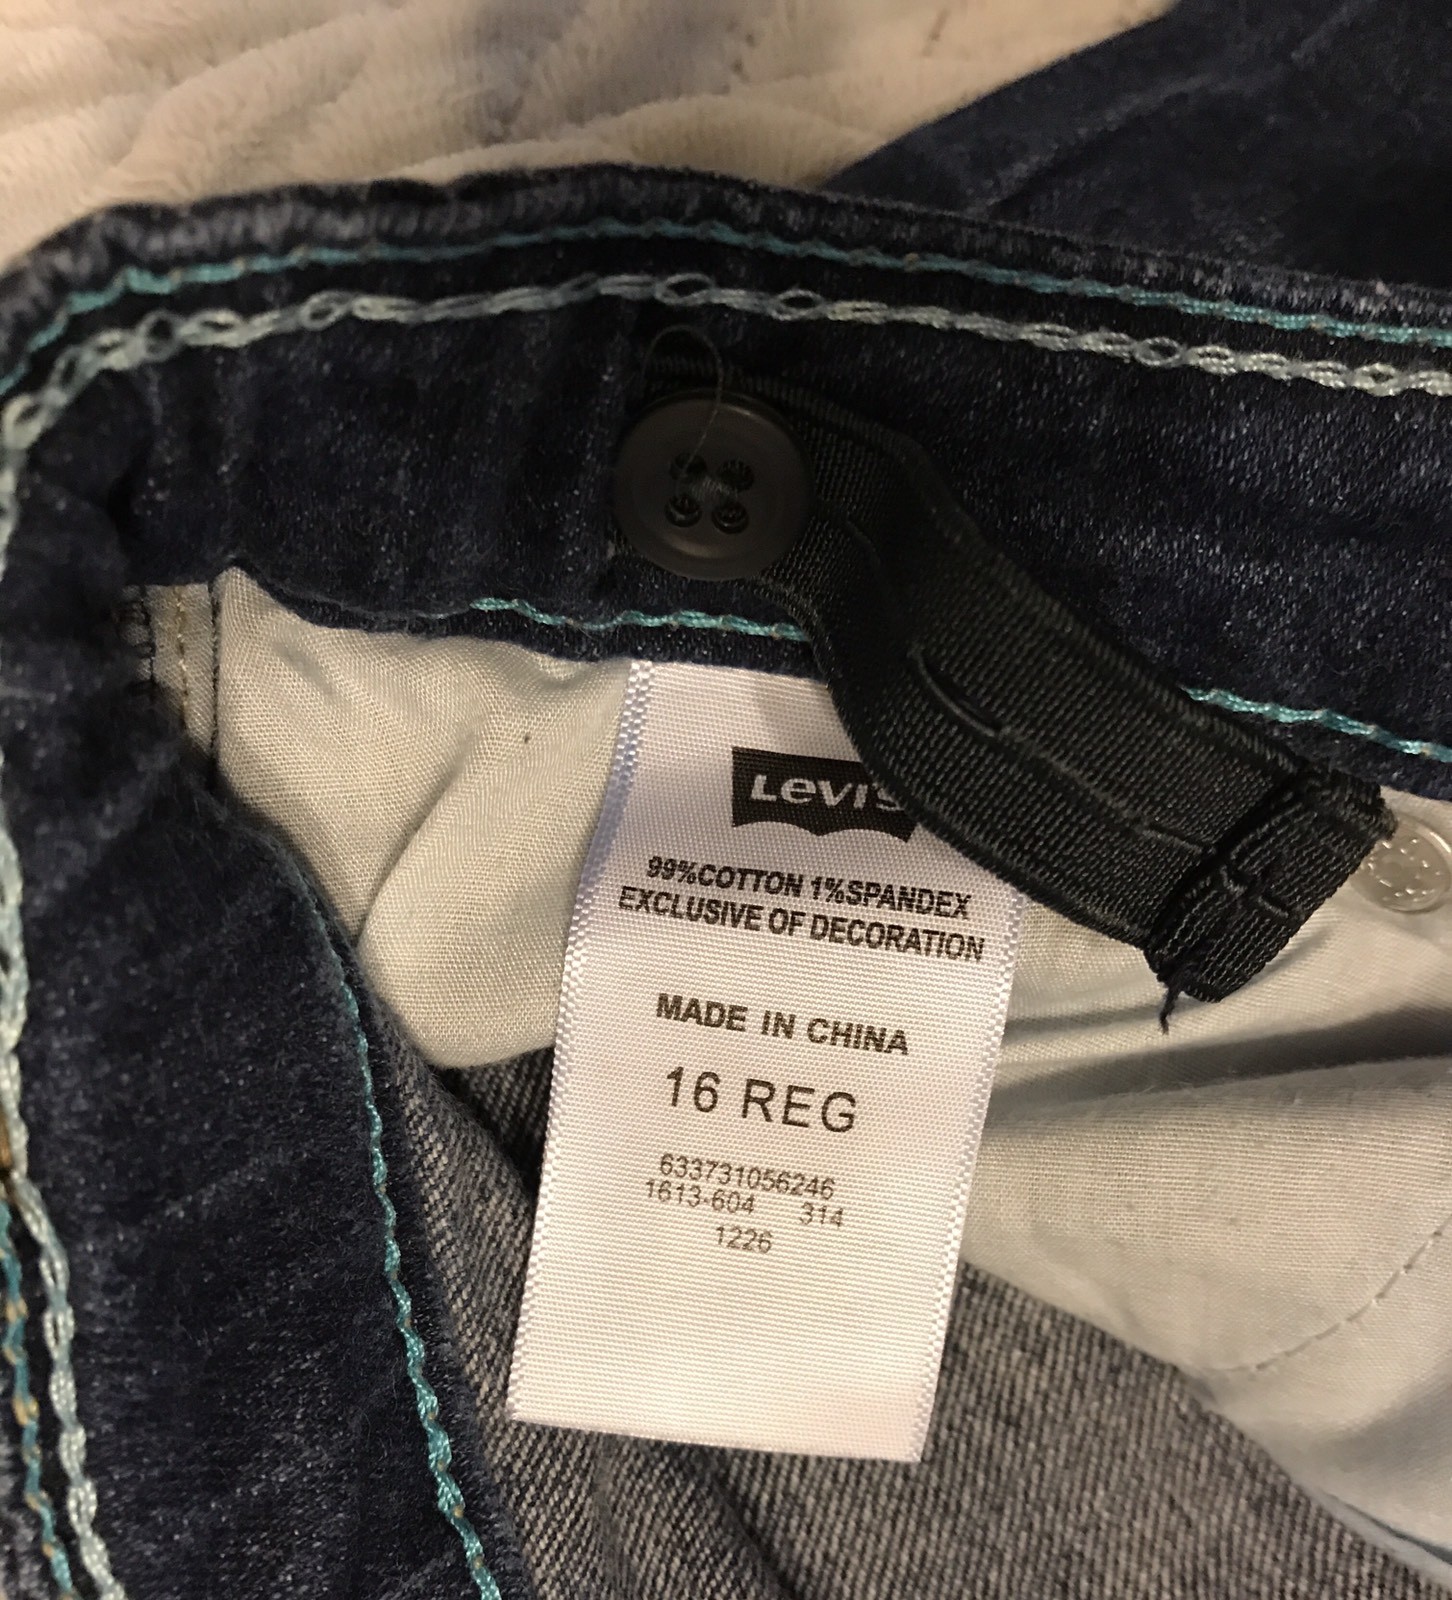 Levi's
99%COTTON 1%SPANDEX
EXCLUSIVE OF DECORATION
MADE IN CHINA
16 REG
633731056246
1613-604 314
1226